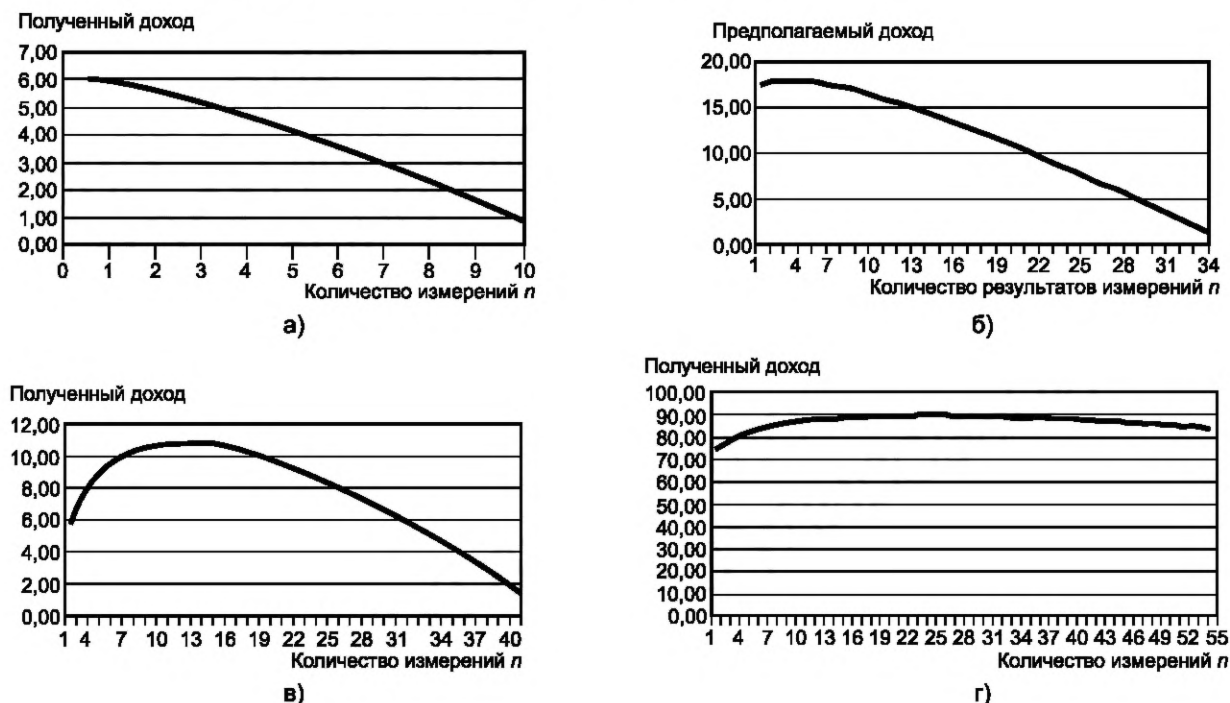 Полученный доход
7,00
6,00
5,00
4,00
3,00
2,00
1,00
0,00
0 1 2 3 4 5 6 7 8 9 10
Количество измерений n
а)
Предполагаемый доход
20,00
15,00
10,00
5,00
0,00
1 4 7 10 13 16 19 22 25 28 31 34
Количество результатов измерений n
б)
Полученный доход
12,00
10,00
8,00
6,00
4,00
2,00
0,00
1 4 7 10 13 16 19 22 25 28 31 34 37 40
Количество измерений n
в)
Полученный доход
100,00
90,00
80,00
70,00
60,00
50,00
40,00
30,00
20,00
10,00
0,00
1 4 7 10 13 16 19 22 25 28 31 34 37 40 43 46 49 52 55
Количество измерений n
г)